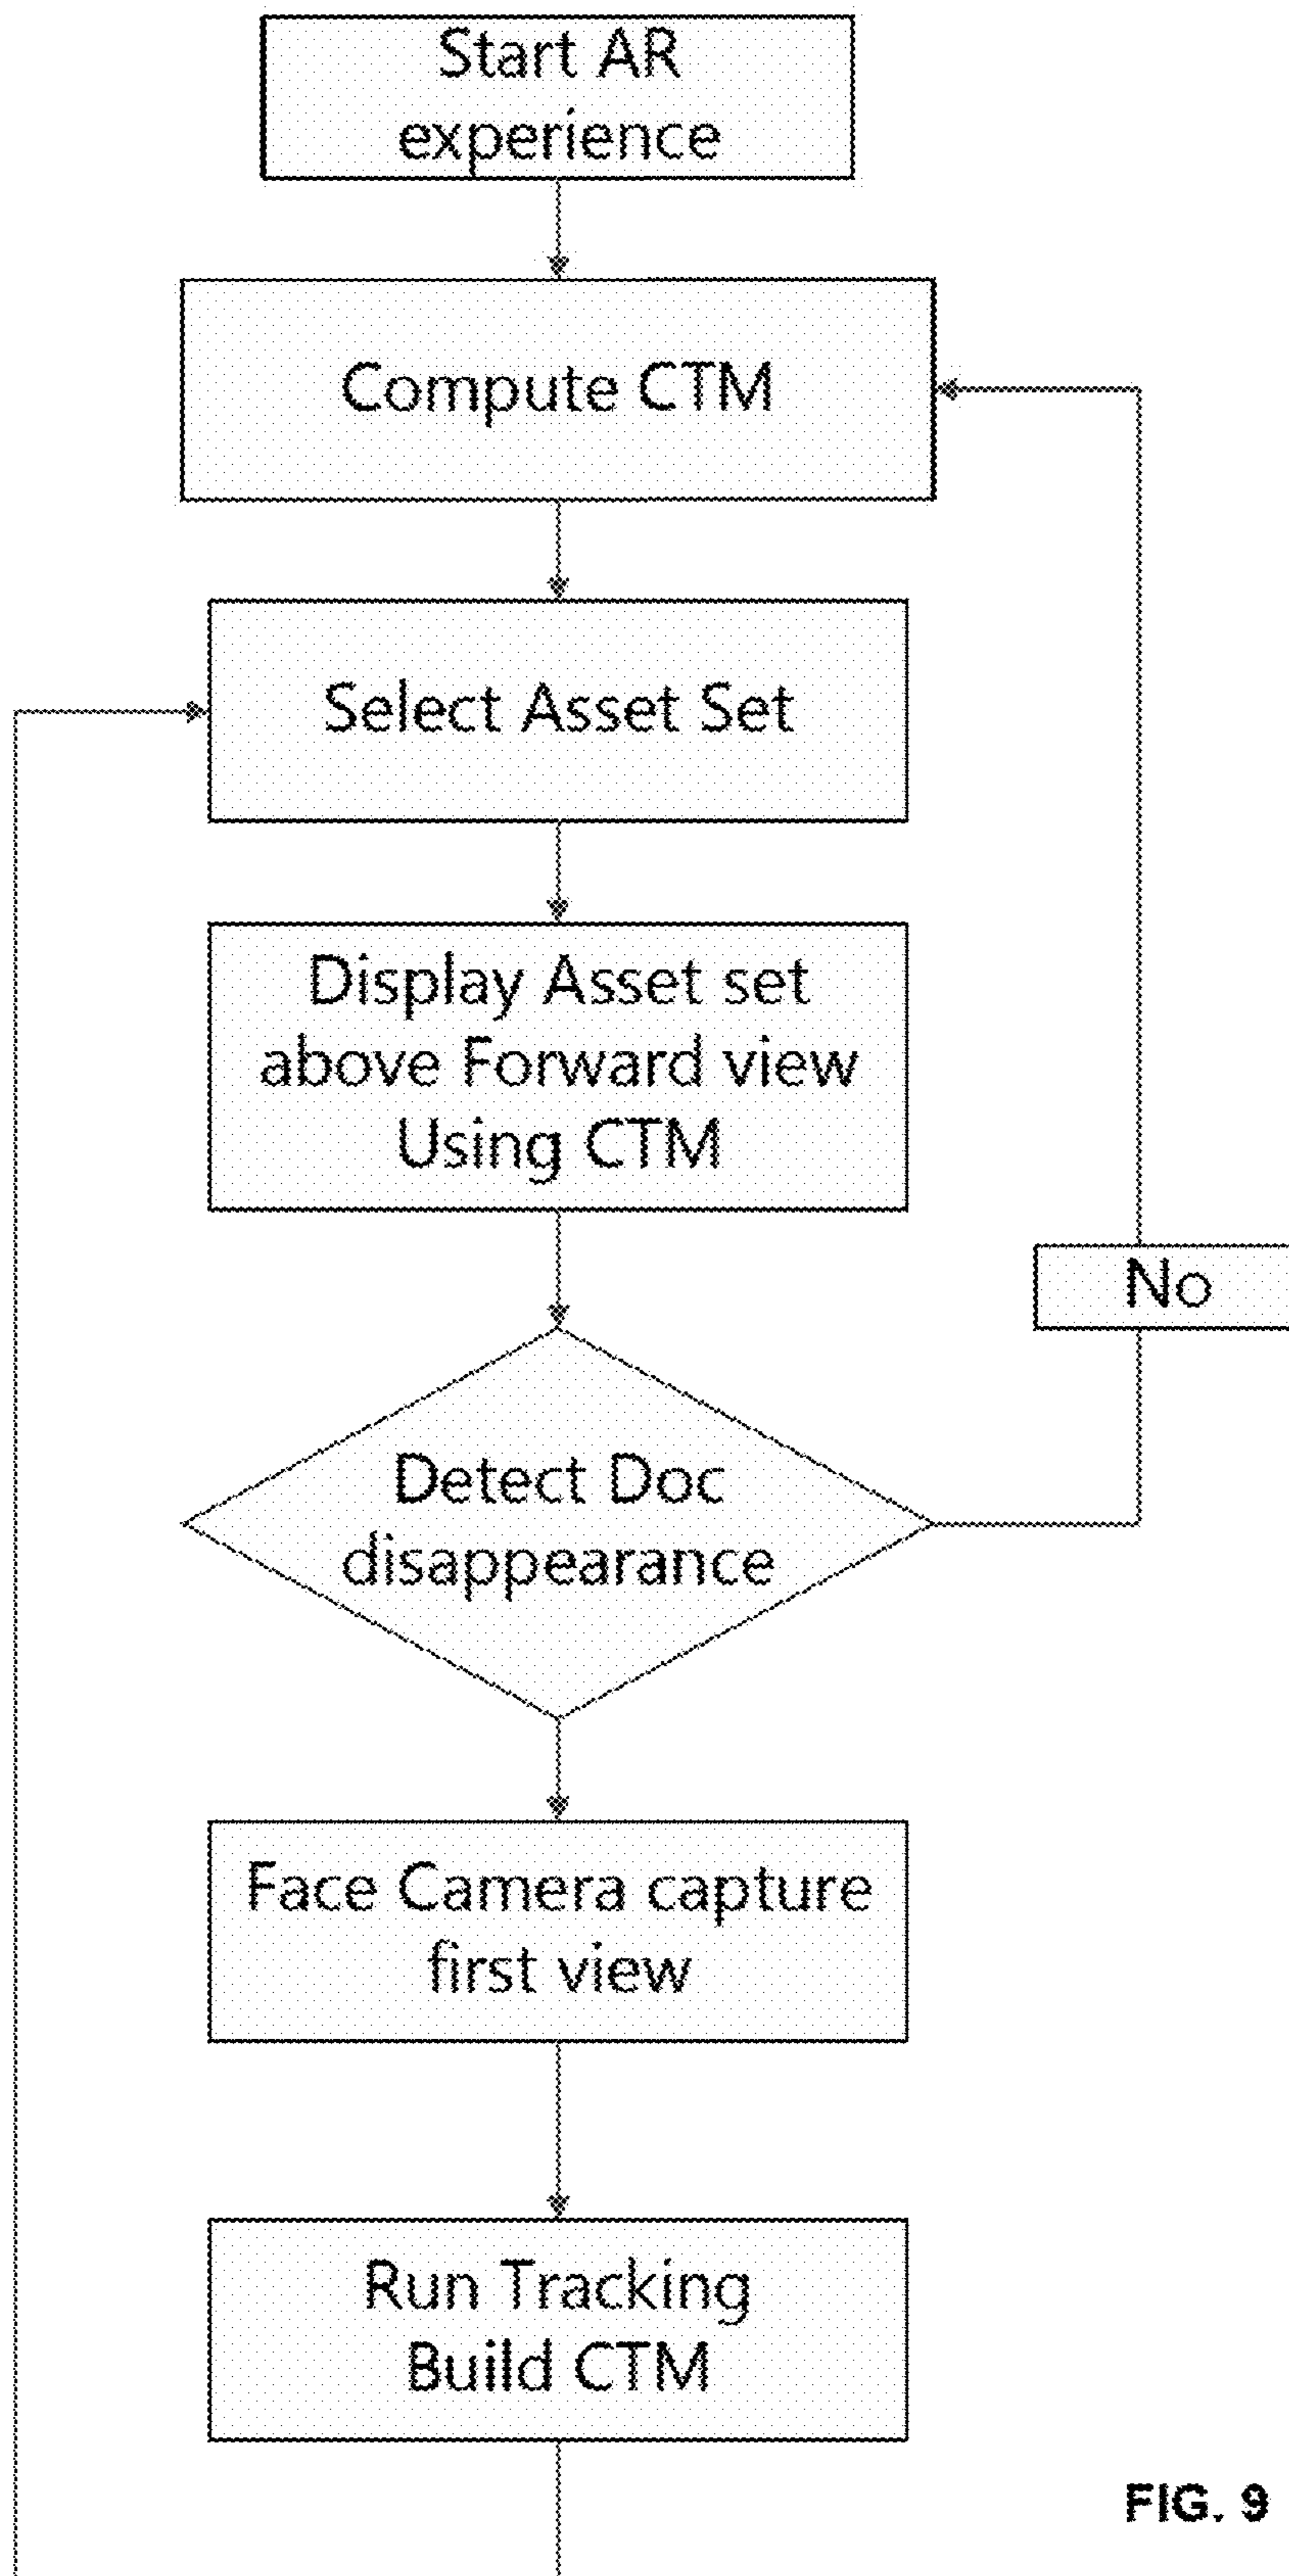 Start AR
experience
Compute CTM
Select Asset Set
Display Asset set
above Forward view
Using CTM
No
Detect Doc
disappearance
Face Camera capture
first view
Run Tracking
Build CTM
FIG. 9